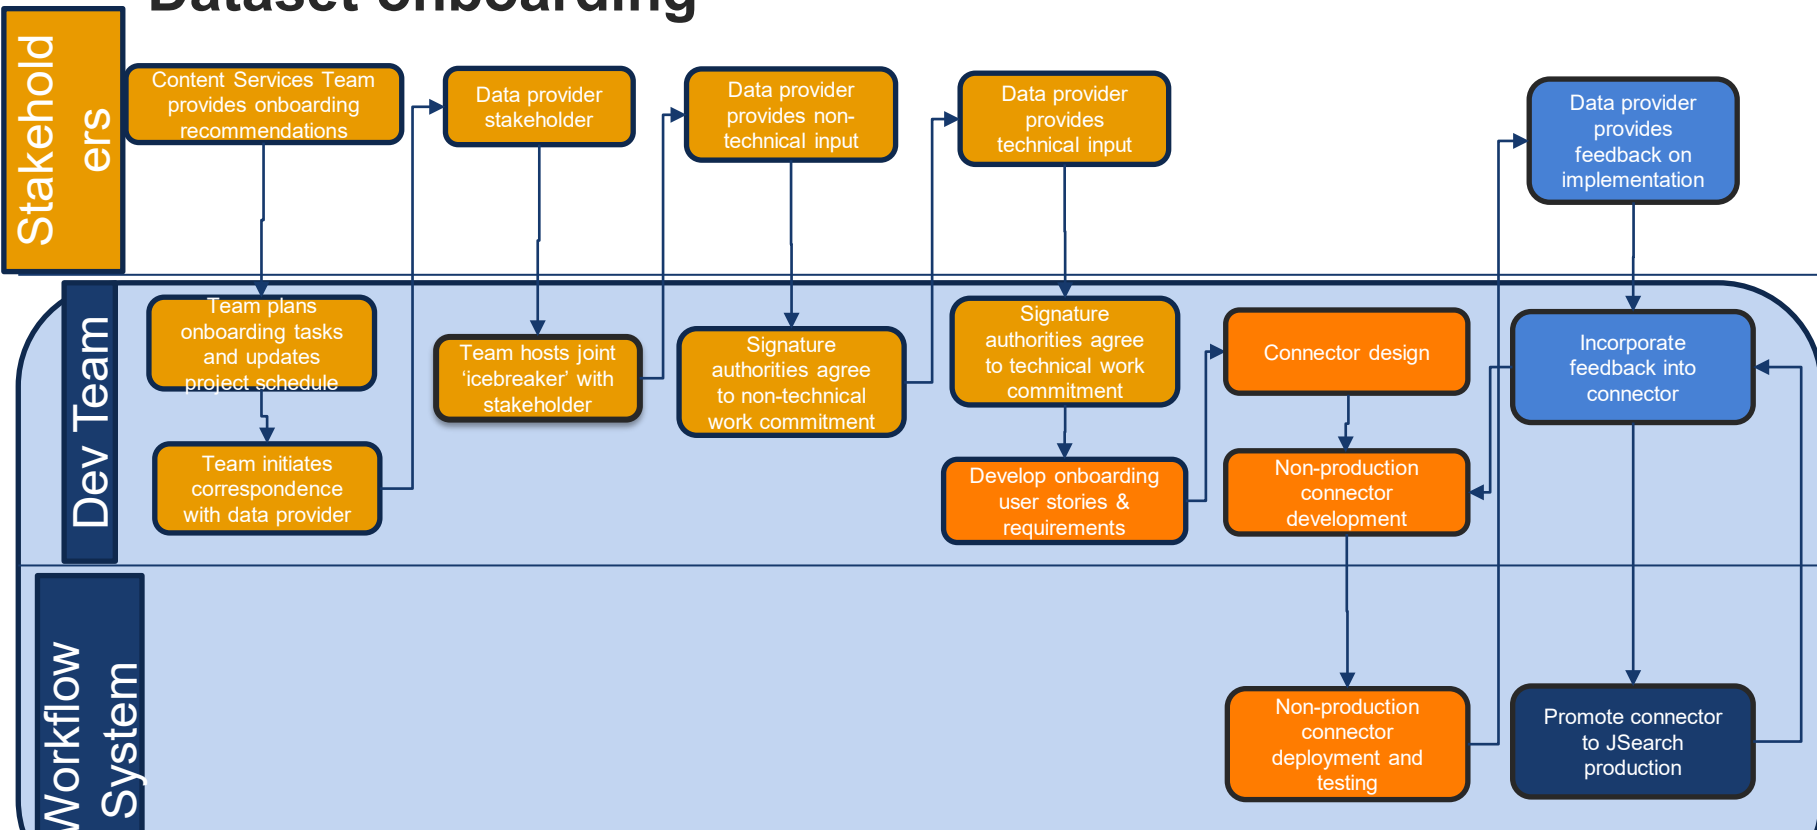 Dataset onboarding
Stakehold
ers
Content Services Team
provides onboarding
recommendations
Data provider
stakeholder
Data provider
provides non-
technical input
Data provider
provides
technical input
Data provider
provides
feedback on
implementation
Dev Team
Team plans
onboarding tasks
and updates
project schedule
Team initiates
correspondence
with data provider
Team hosts joint
‘icebreaker’ with
stakeholder
Signature
authorities agree
to non-technical
work commitment
Signature
authorities agree
to technical work
commitment
Develop onboarding
user stories &
requirements
Connector design
Non-production
connector
development
Incorporate
feedback into
connector
Workflow
System
Non-production
connector
deployment and
testing
Promote connector
to JSearch
production